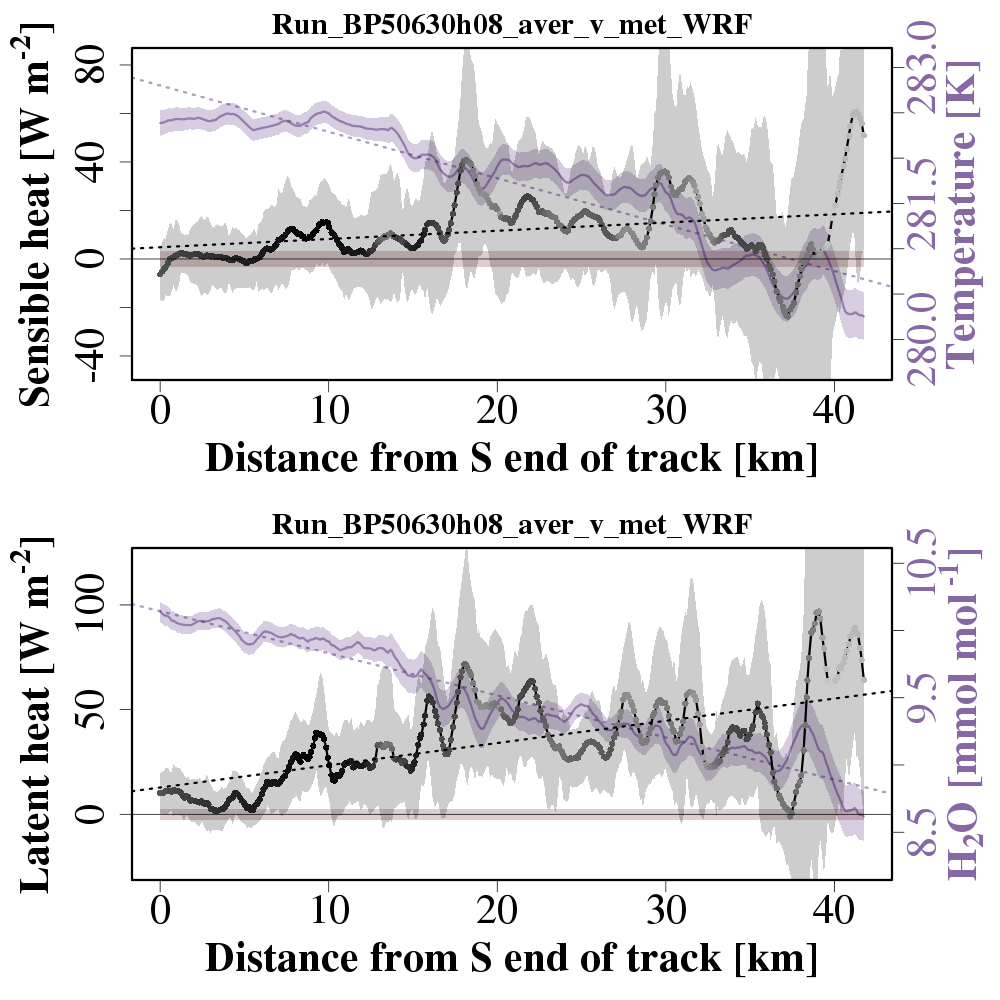 Run_BP50630h08_aver_v_met_WRF
Sensible heat [W m⁻²]
80
40
0
-40
283.0
281.5
280.0
Temperature [K]
0 10 20 30 40
Distance from S end of track [km]
Run_BP50630h08_aver_v_met_WRF
Latent heat [W m⁻²]
100
50
0
10.5
9.5
8.5
H₂O [mmol mol⁻¹]
0 10 20 30 40
Distance from S end of track [km]